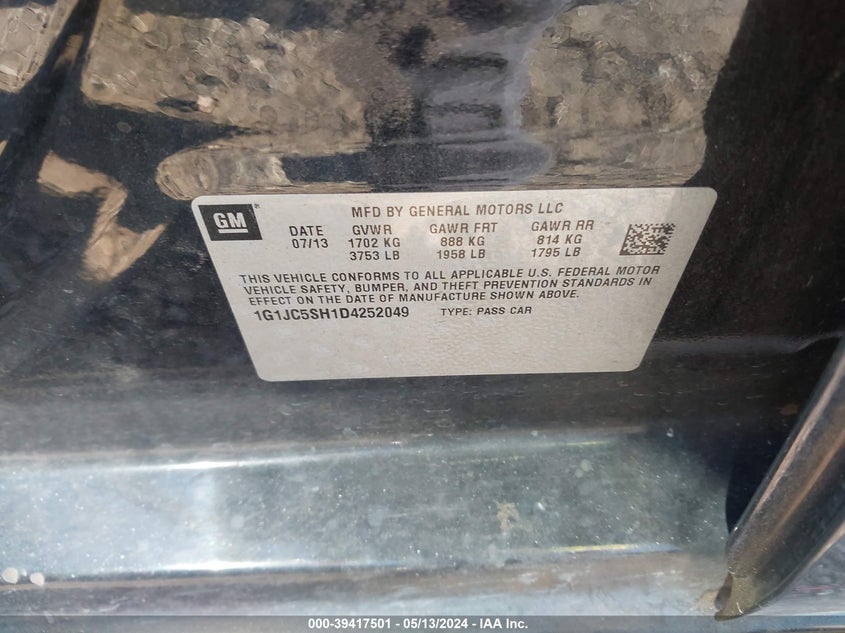 GM
MFD BY GENERAL MOTORS LLC
DATE GVWR GAWR FRT GAWR RR
07/13 1702 KG 888 KG 814 KG
3753 LB 1958 LB 1795 LB
THIS VEHICLE CONFORMS TO ALL APPLICABLE U.S. FEDERAL MOTOR
VEHICLE SAFETY, BUMPER, AND THEFT PREVENTION STANDARDS IN
EFFECT ON THE DATE OF MANUFACTURE SHOWN ABOVE.
1G1JC5SH1D4252049 TYPE: PASS CAR
000-39417501 - 05/13/2024 - IAA Inc.